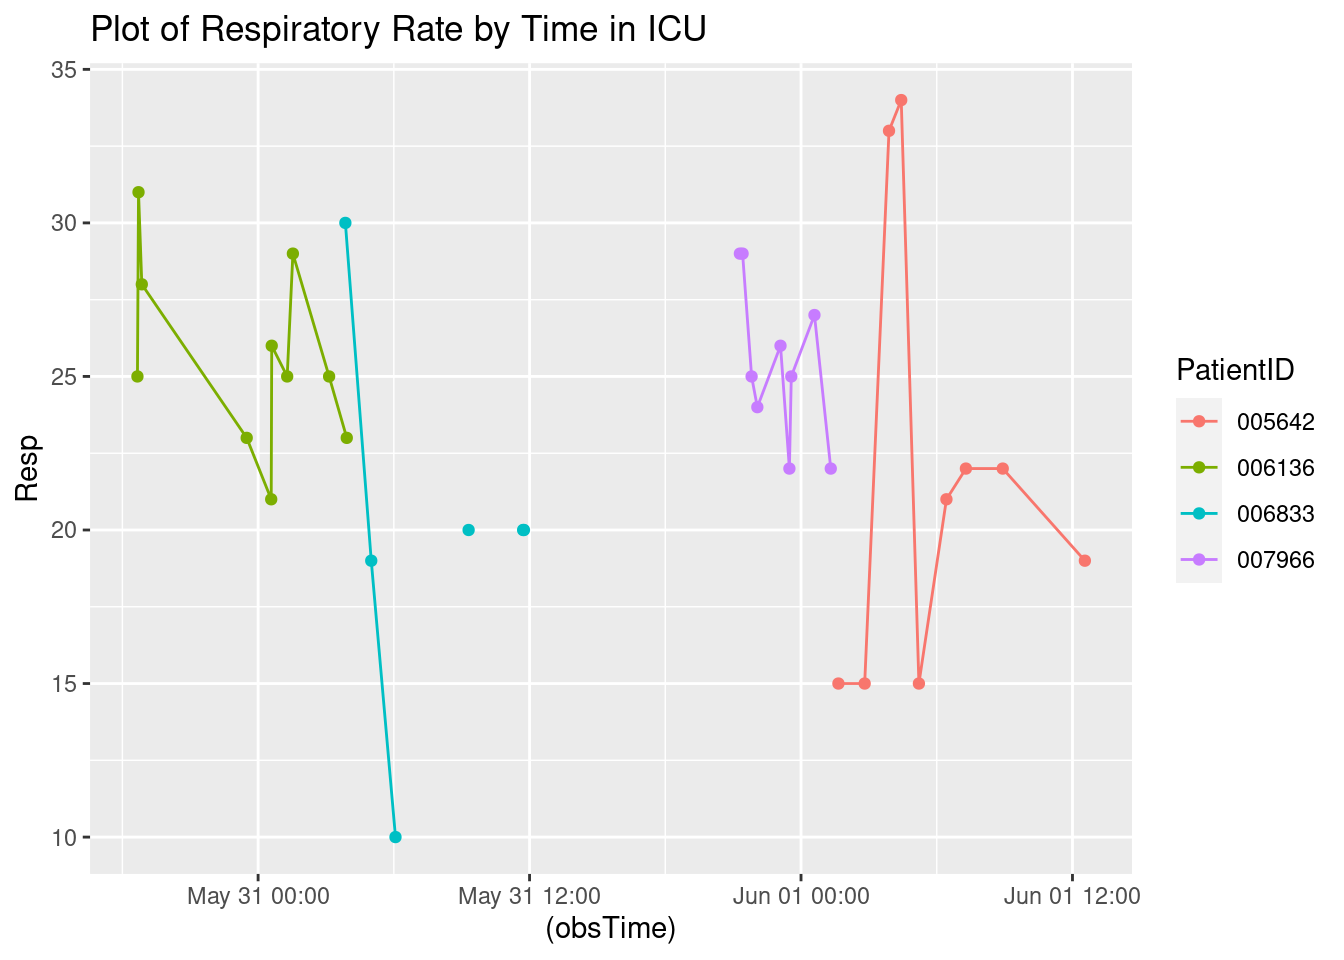 Plot of Respiratory Rate by Time in ICU
35
30
25
20
15
10
Resp
May 31 00:00
May 31 12:00
Jun 01 00:00
Jun 01 12:00
(obsTime)
PatientID
005642
006136
006833
007966